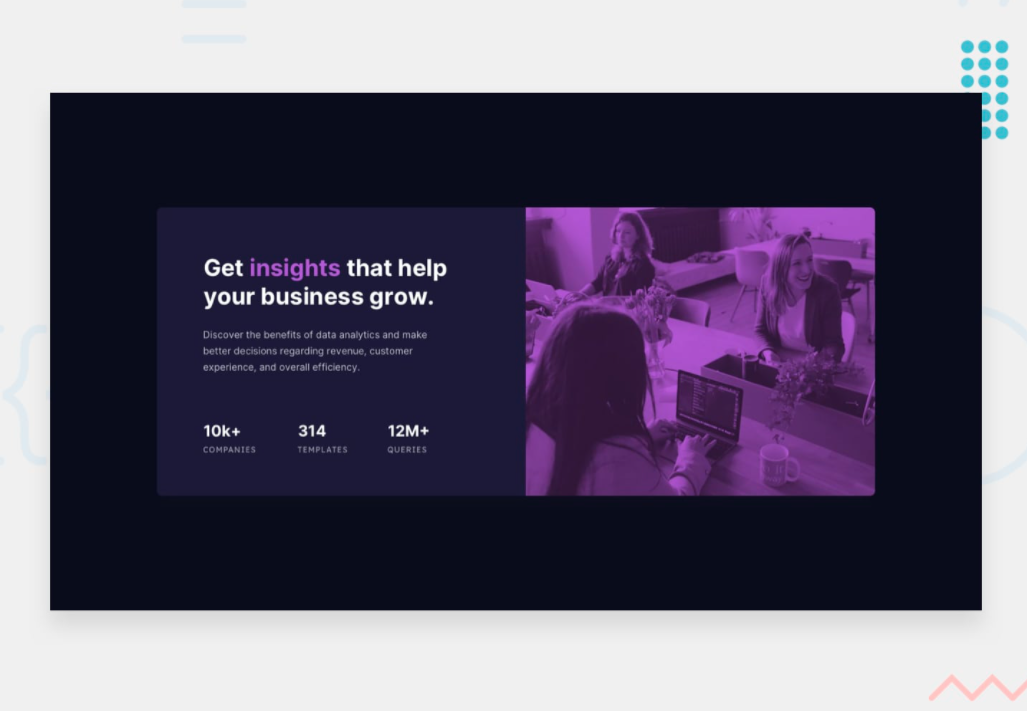 Get insights that help
your business grow.
Discover the benefits of data analytics and make
better decisions regarding revenue, customer
experience, and overall efficiency.
10k+ 314 12M+
COMPANIES TEMPLATES QUERIES